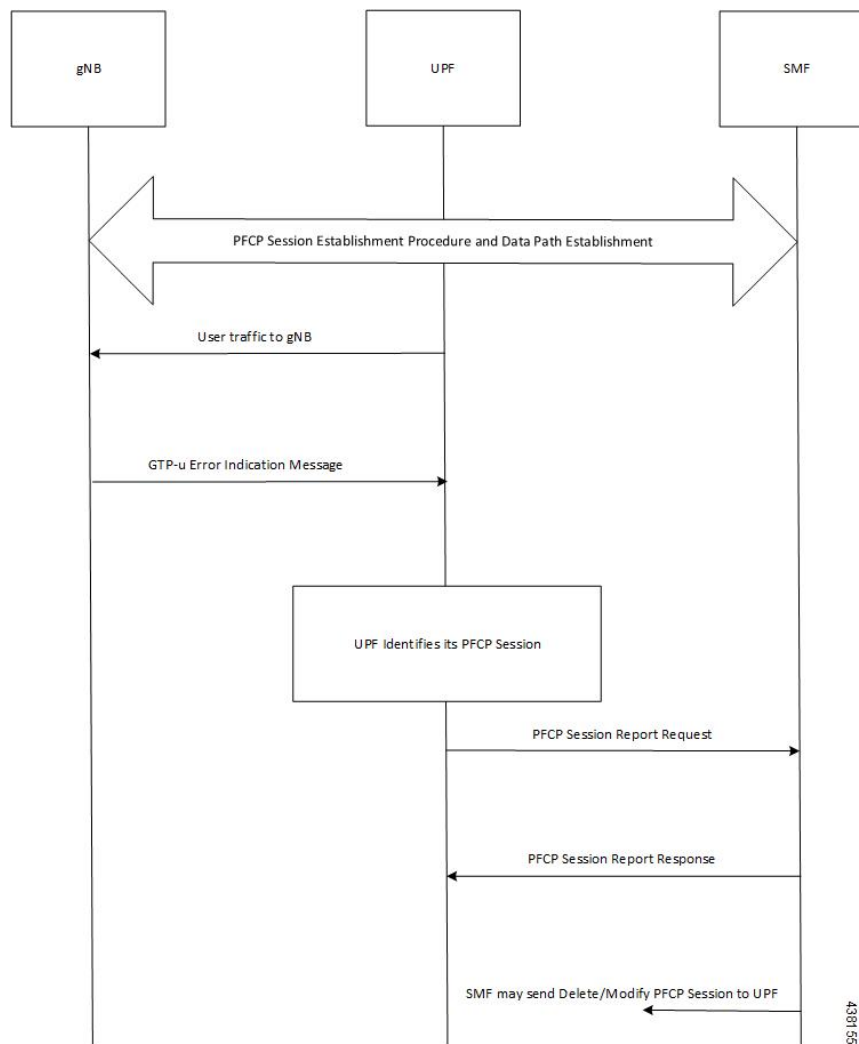 gNB
UPF
SMF
PFCP Session Establishment Procedure and Data Path Establishment
User traffic to gNB
GTP-u Error Indication Message
UPF Identifies its PFCP Session
PFCP Session Report Request
PFCP Session Report Response
SMF may send Delete/Modify PFCP Session to UPF
438155